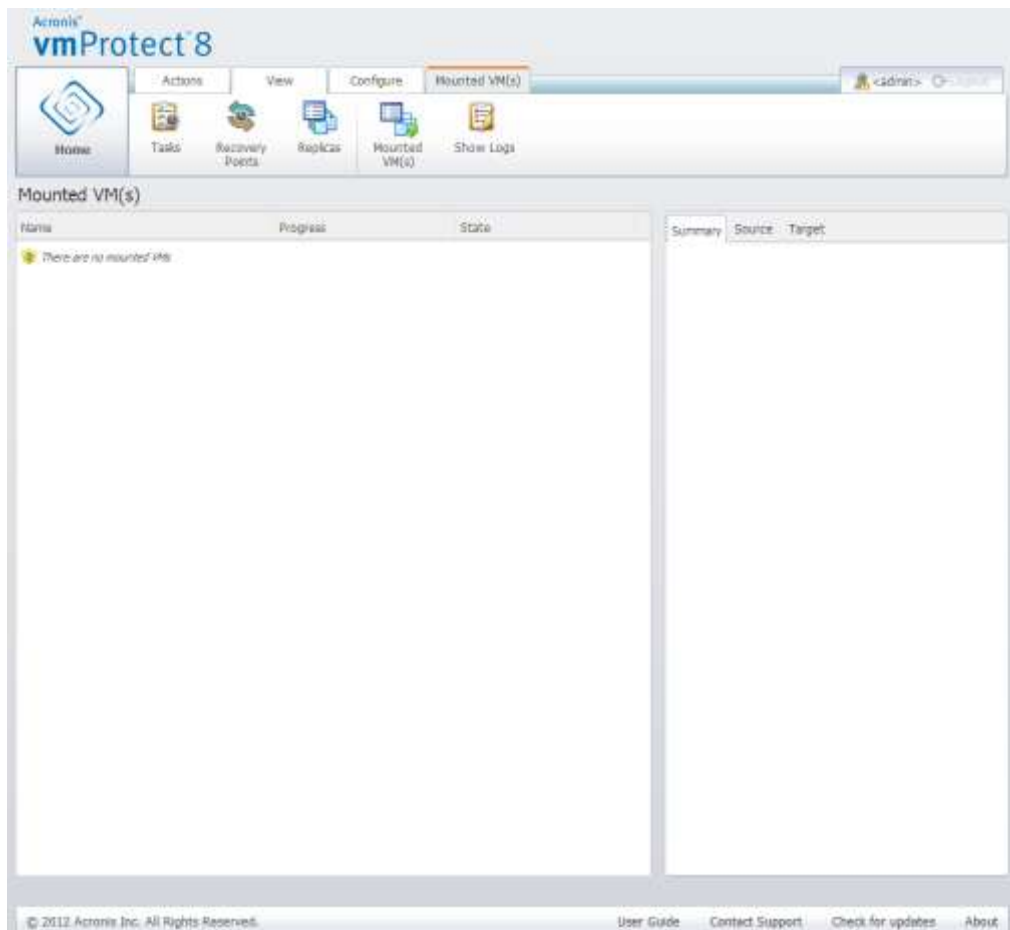 Acronis®
vmProtect 8
Actions View Configure Mounted VM(s) <admin>
Home
Tasks Recovery Points Replicas Mounted VM(s) Show Logs
Mounted VM(s)
Name Progress State
Summary Source Target
There are no mounted VMs
© 2012 Acronis Inc. All Rights Reserved.
User Guide Contact Support Check for updates About